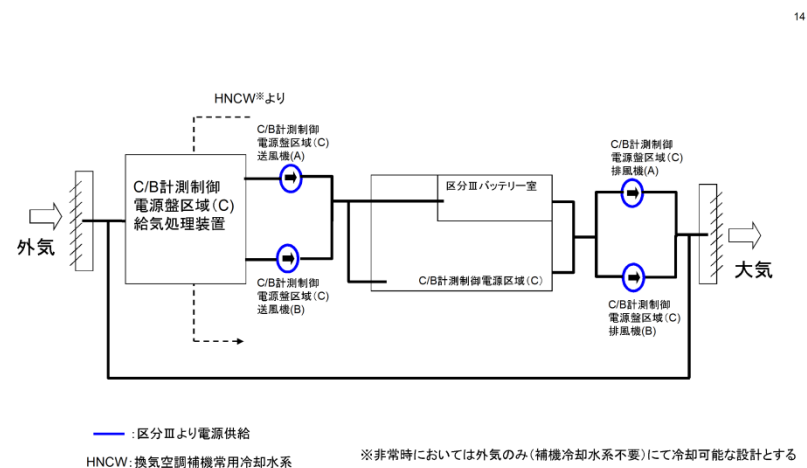 14
HNCW※より
C/B計測制御
電源盤区域(C)
送風機(A)
C/B計測制御
電源盤区域(C)
排風機(A)
C/B計測制御
電源盤区域(C)
給気処理装置
区分Ⅲバッテリー室
外気
大気
C/B計測制御
電源盤区域(C)
送風機(B)
C/B計測制御電源区域(C)
C/B計測制御
電源盤区域(C)
排風機(B)
:区分Ⅲより電源供給
HNCW:換気空調補機常用冷却水系
※非常時においては外気のみ(補機冷却水系不要)にて冷却可能な設計とする